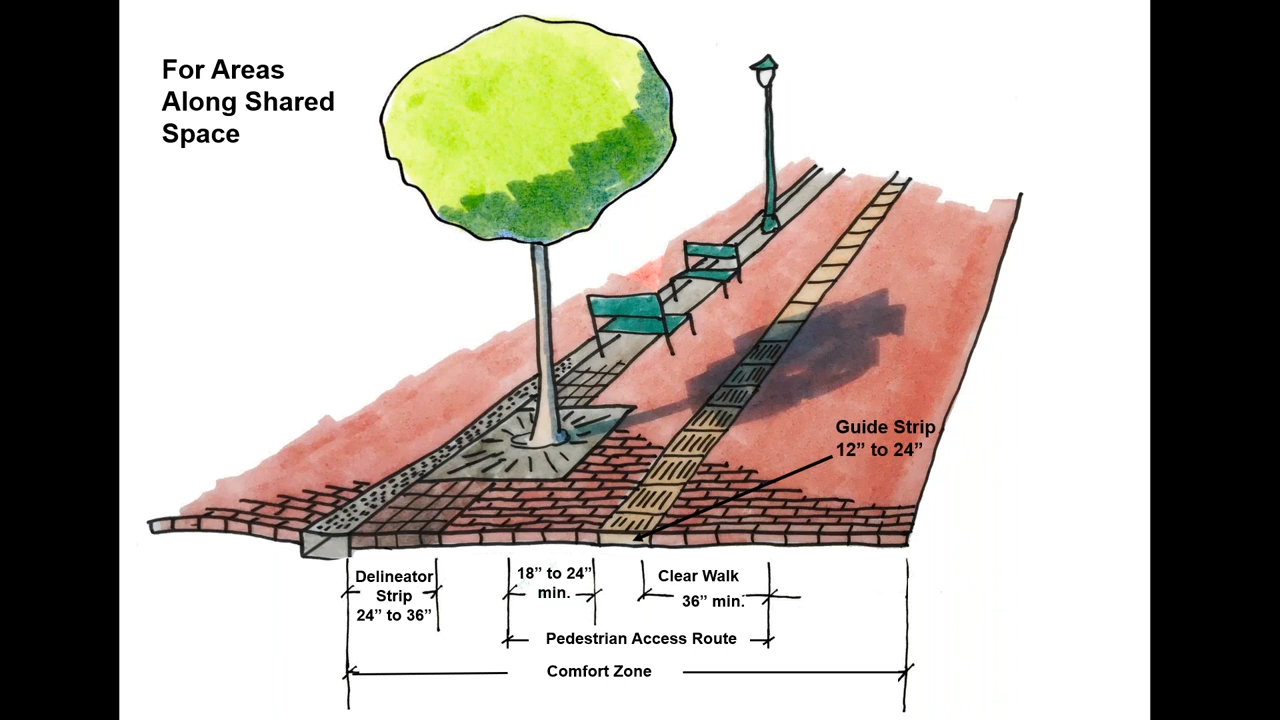 For Areas
Along Shared
Space
Guide Strip
12” to 24”
Delineator
Strip
24” to 36”
18” to 24”
min.
Clear Walk
36” min.
Pedestrian Access Route
Comfort Zone